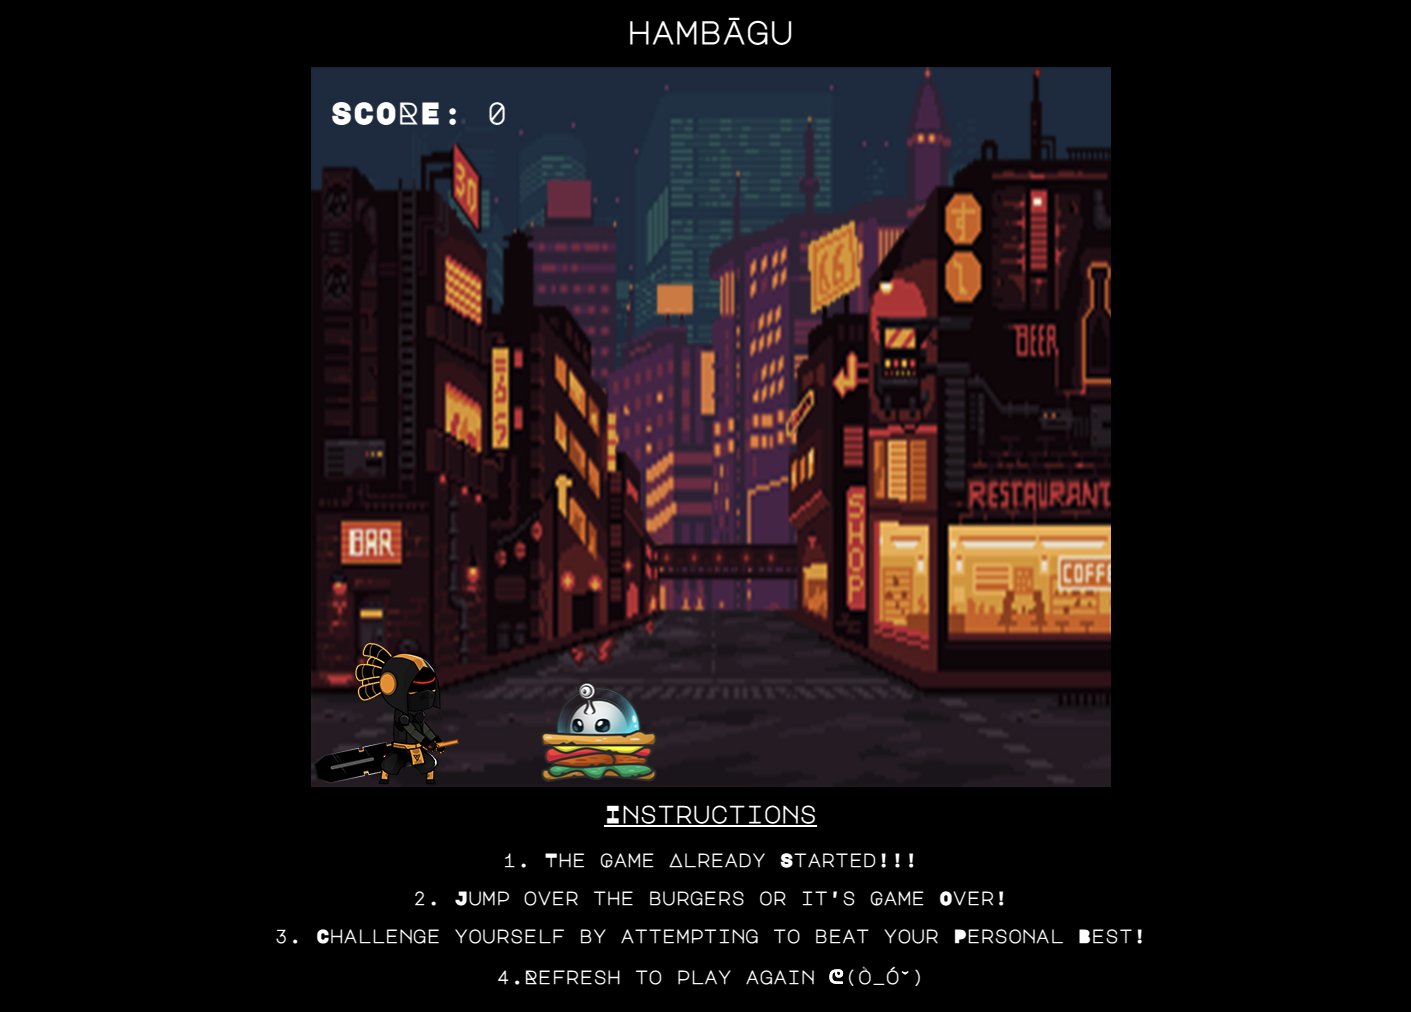 HAMBĀGU
SCORE: 0
BEER
RESTAURANT
BAR
SHOP
COFFE
INSTRUCTIONS
1. THE GAME ALREADY STARTED!!!
2. JUMP OVER THE BURGERS OR IT'S GAME OVER!
3. CHALLENGE YOURSELF BY ATTEMPTING TO BEAT YOUR PERSONAL BEST!
4.REFRESH TO PLAY AGAIN ᕦ(Ò_Óˇ)